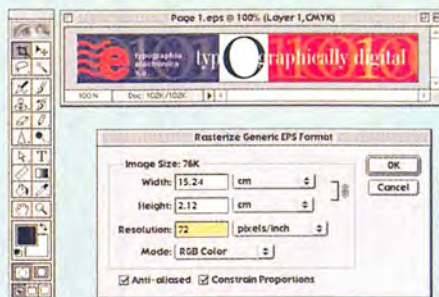 Page 1.eps @ 100% (Layer 1,CMYK)
typographia
electronica
typ O graphically digital
100% Doc: 102K/102K
T
Rasterize Generic EPS Format
Image Size: 76K
Width: 15.24 cm
Height: 2.12 cm
Resolution: 72 pixels/inch
Mode: RGB Color
Anti-aliased Constrain Proportions
OK
Cancel